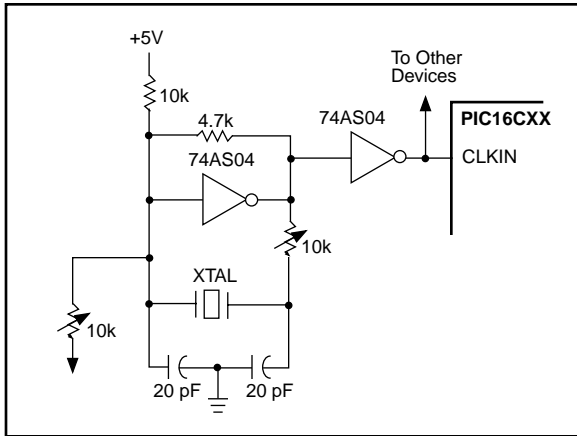 +5V
10k
4.7k
74AS04
74AS04
To Other
Devices
PIC16CXX
CLKIN
10k
XTAL
10k
20 pF
20 pF